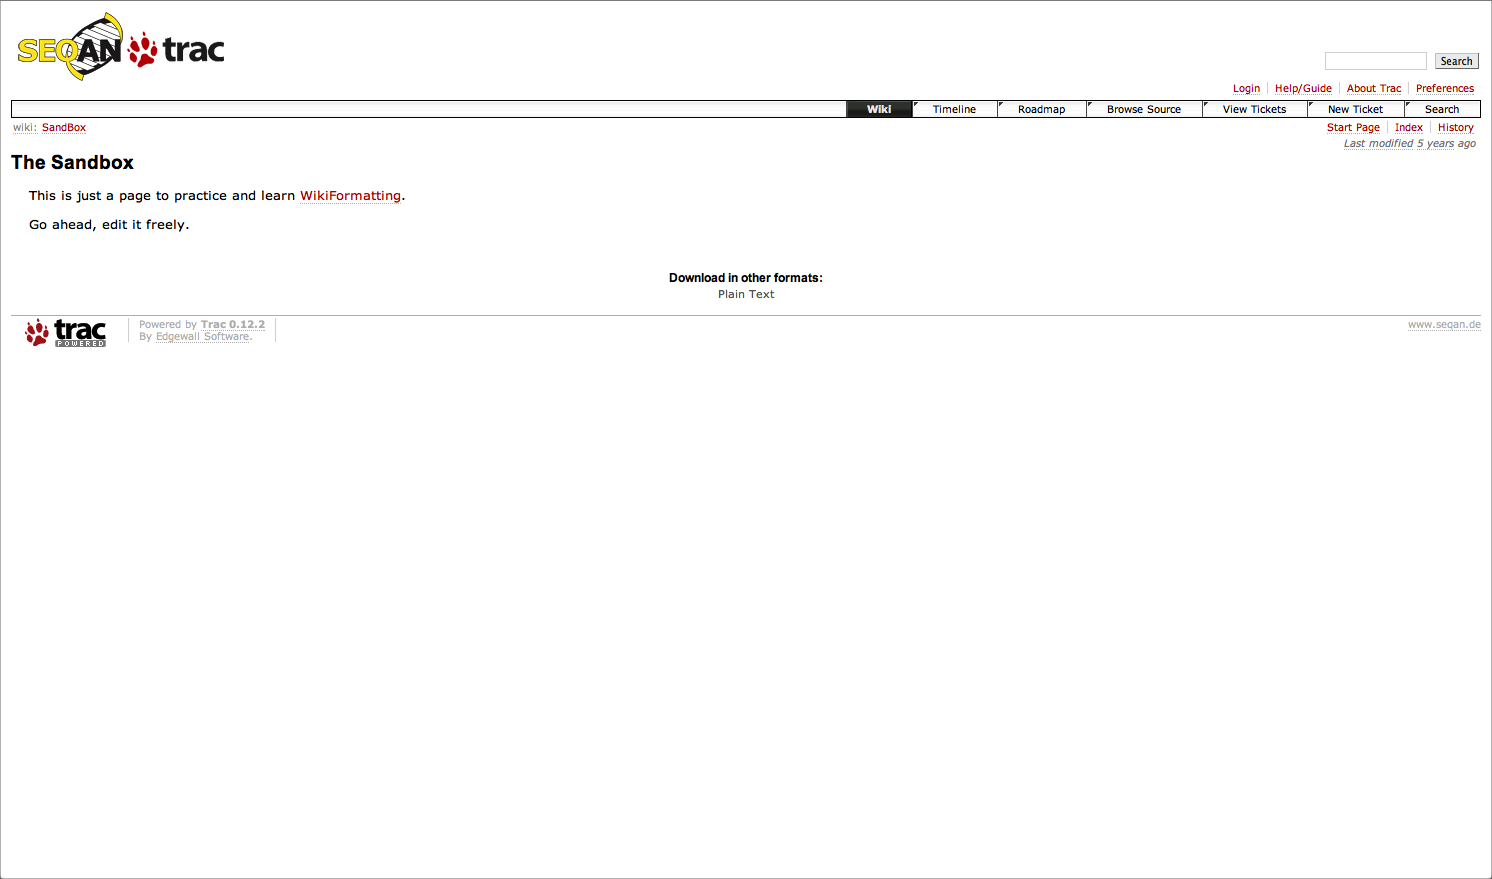 SEQAN trac
Search
Login Help/Guide About Trac Preferences
Wiki Timeline Roadmap Browse Source View Tickets New Ticket Search
wiki: SandBox Start Page Index History
Last modified 5 years ago
The Sandbox
This is just a page to practice and learn WikiFormatting.
Go ahead, edit it freely.
Download in other formats:
Plain Text
trac POWERED
Powered by Trac 0.12.2 www.seqan.de
By Edgewall Software.